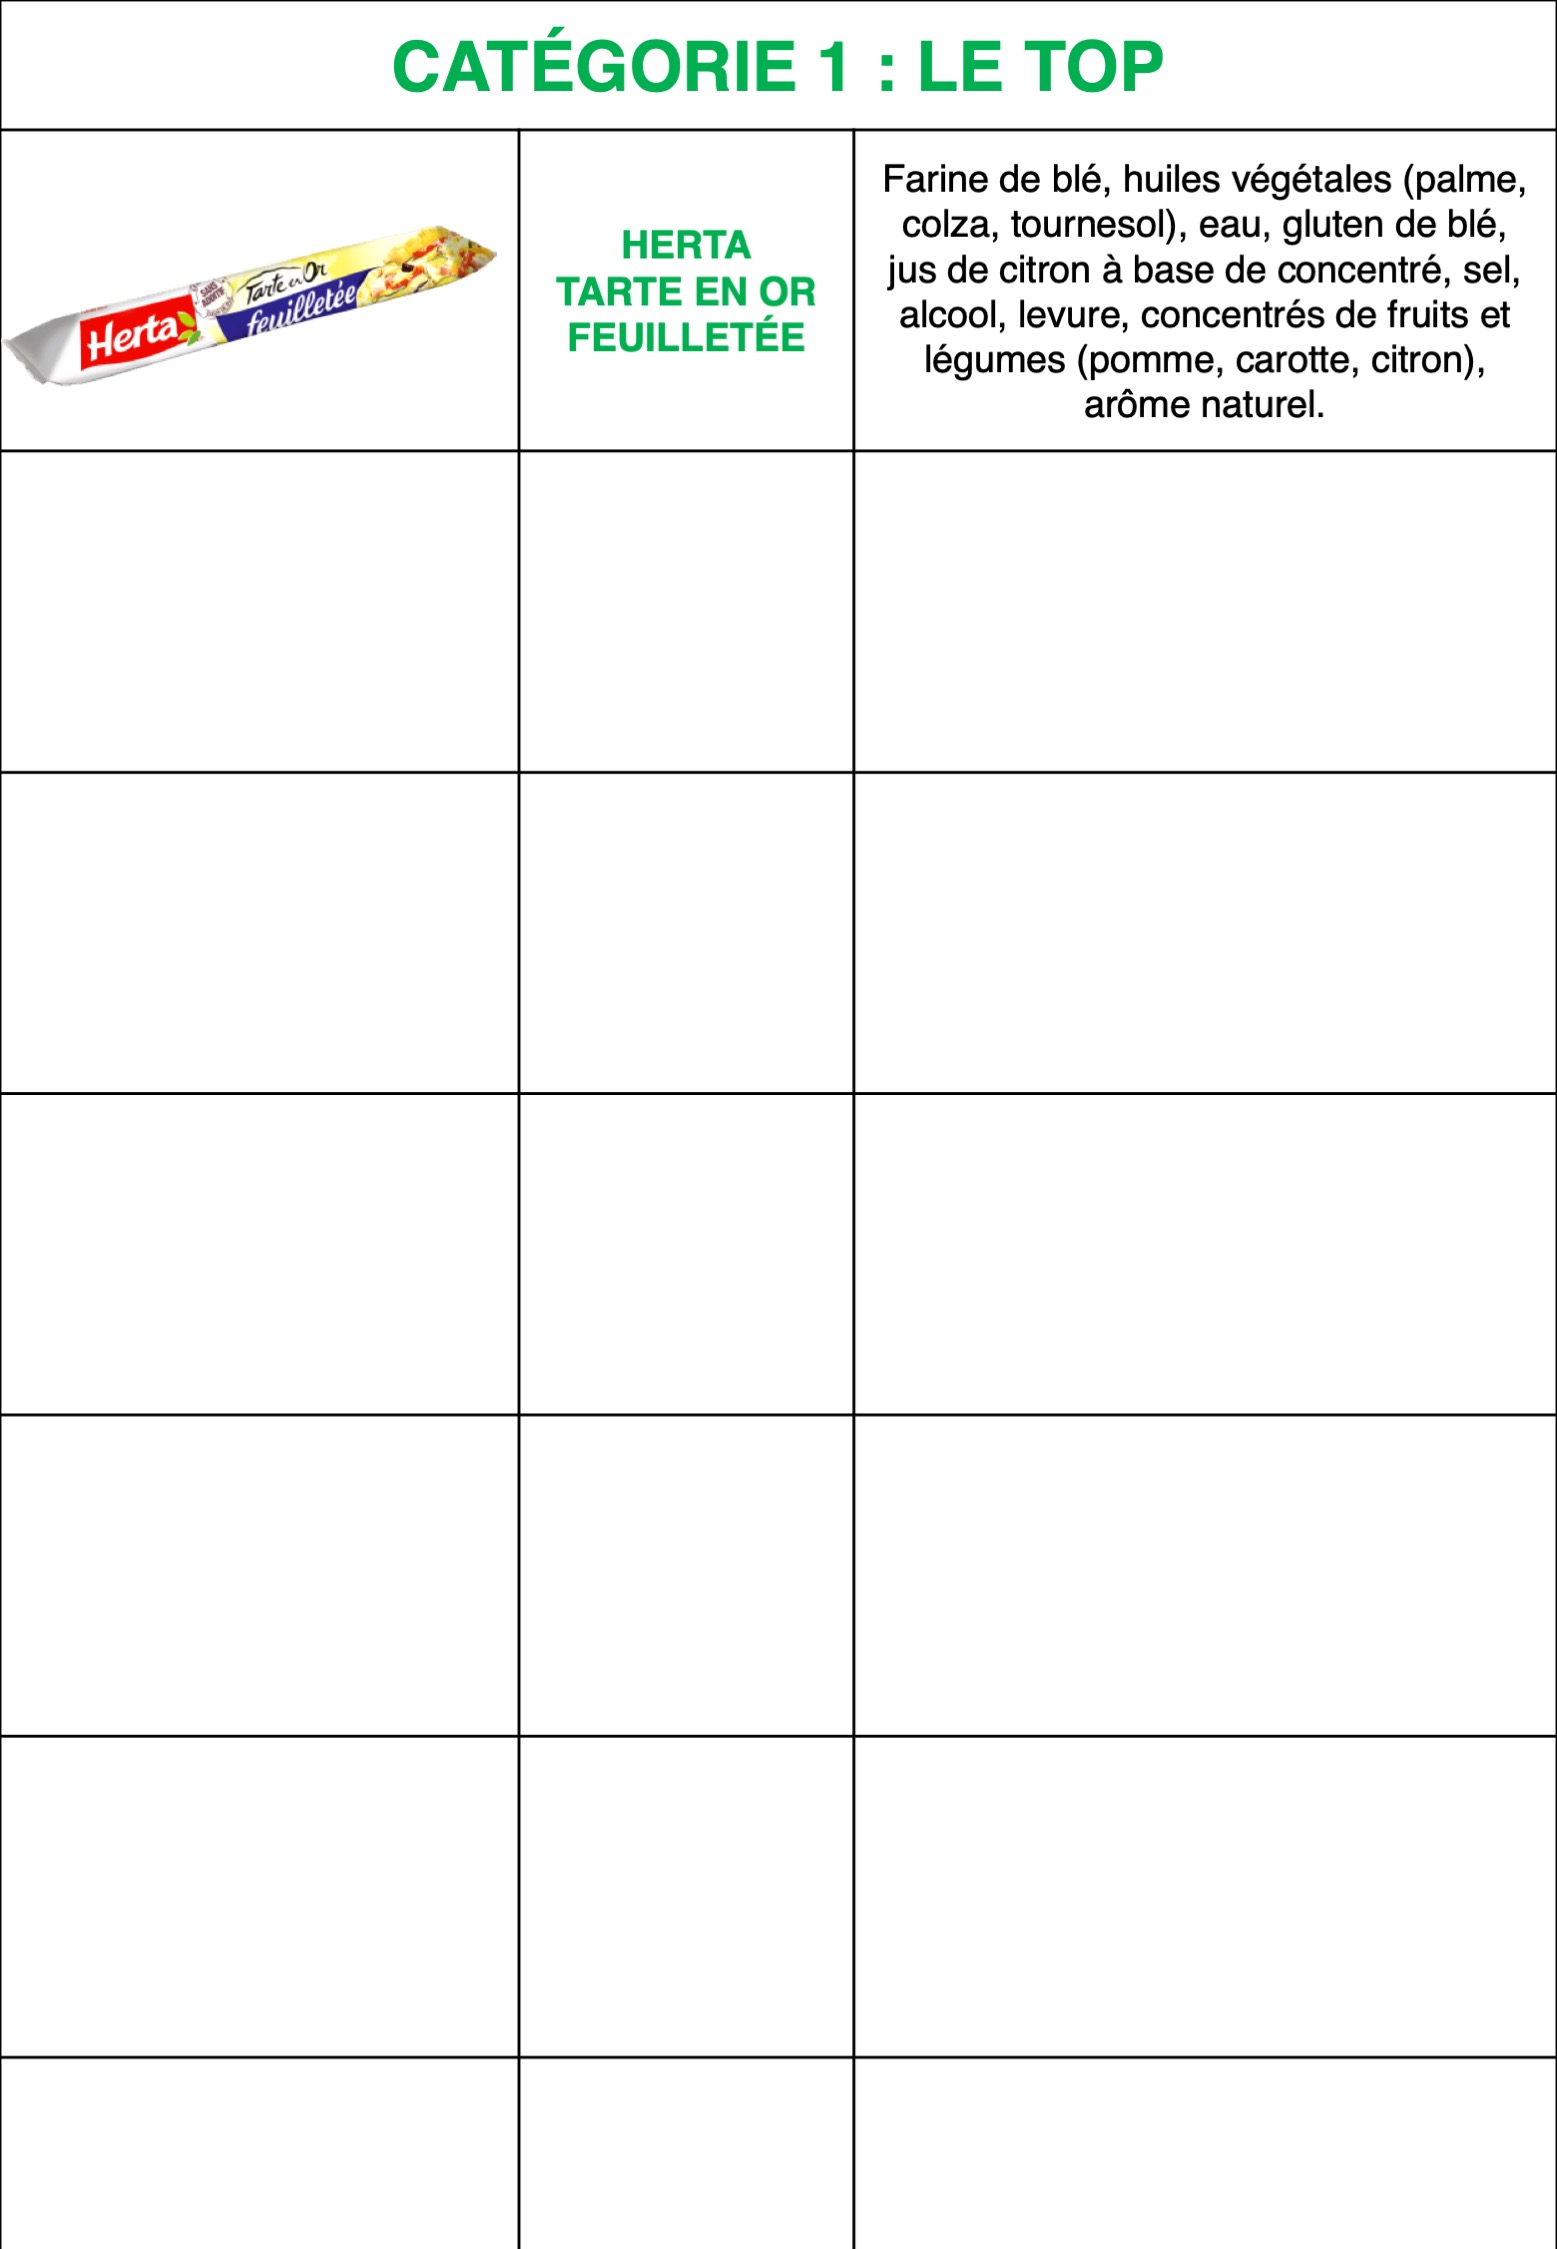 CATÉGORIE 1 : LE TOP
Herta
SANS
ADDITIF
Tarte en Or
feuilletée
HERTA
TARTE EN OR
FEUILLETÉE
Farine de blé, huiles végétales (palme,
colza, tournesol), eau, gluten de blé,
jus de citron à base de concentré, sel,
alcool, levure, concentrés de fruits et
légumes (pomme, carotte, citron),
arôme naturel.